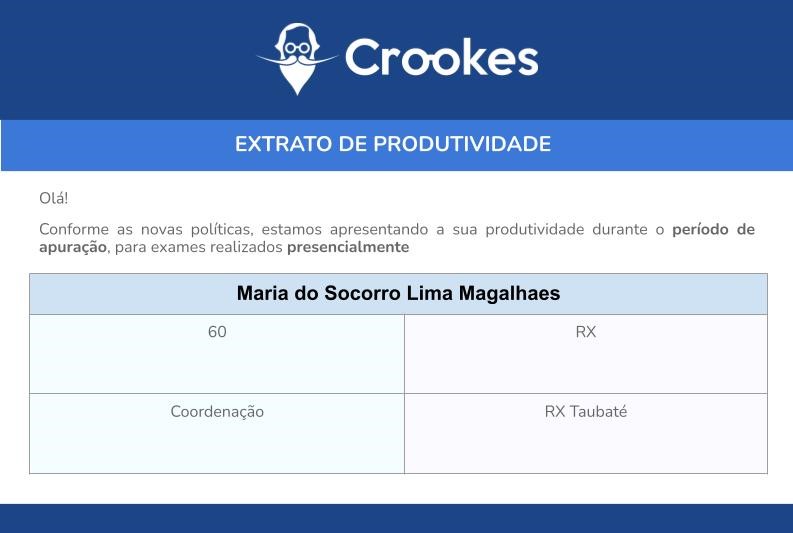 Crookes
EXTRATO DE PRODUTIVIDADE
Olá!
Conforme as novas políticas, estamos apresentando a sua produtividade durante o período de
apuração, para exames realizados presencialmente
Maria do Socorro Lima Magalhaes
60 RX
Coordenação RX Taubaté